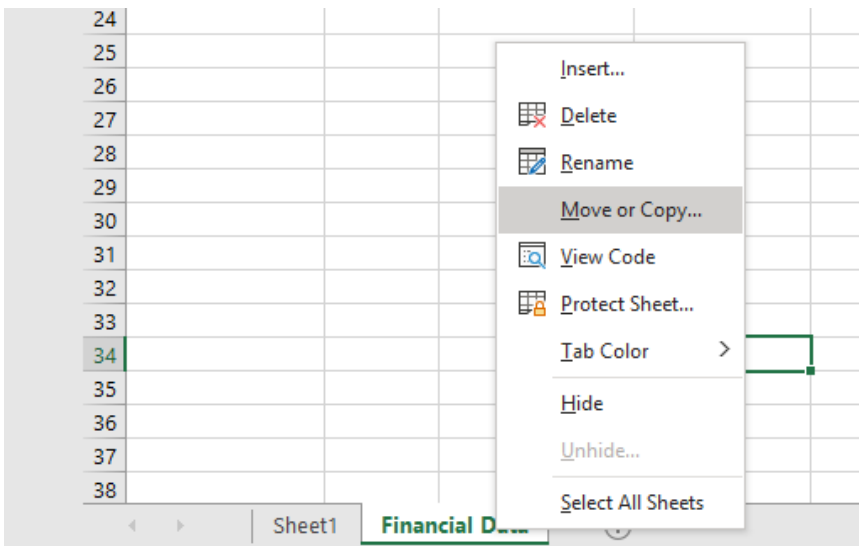 24
25
26
27
28
29
30
31
32
33
34
35
36
37
38
Insert...
Delete
Rename
Move or Copy...
View Code
Protect Sheet...
Tab Color
Hide
Unhide...
Select All Sheets
Sheet1 Financial Data